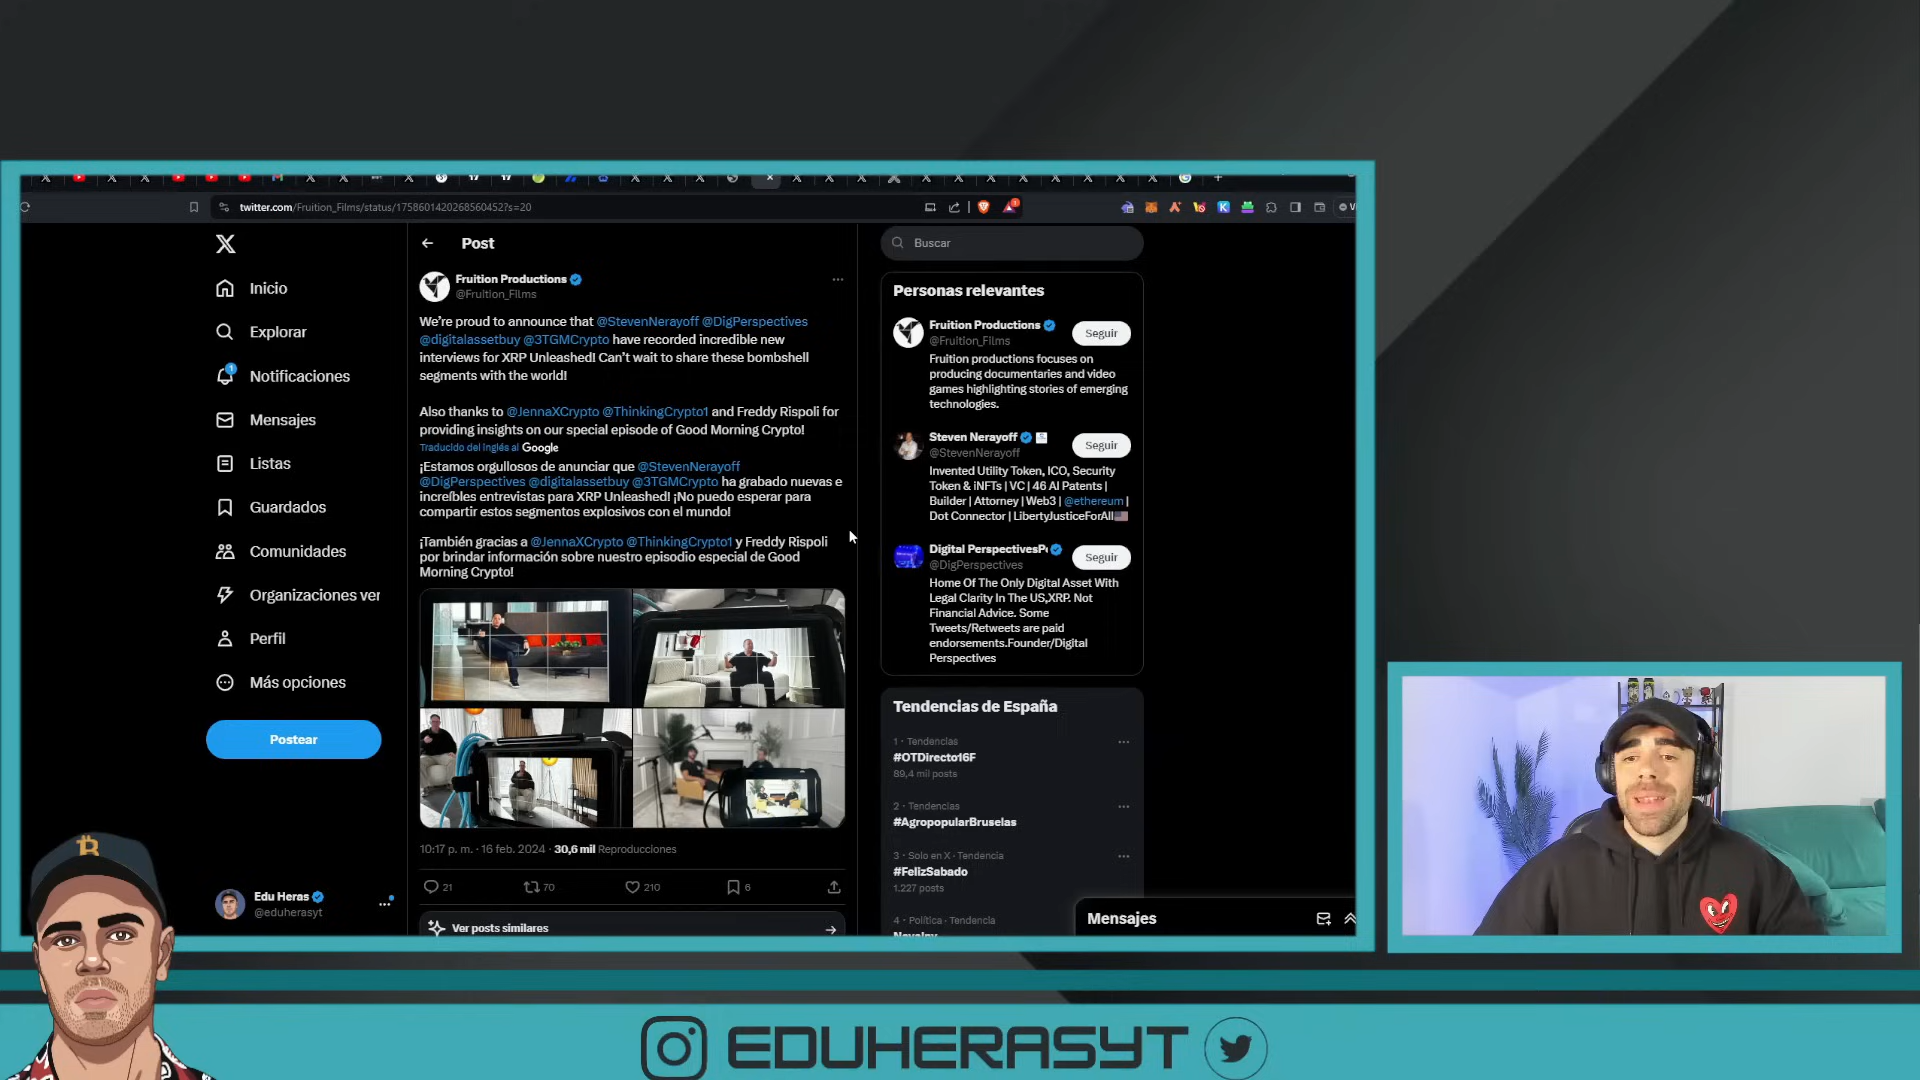 twitter.com/Fruition_Films/status/1758601420268560452?s=20
Inicio
Explorar
1
Notificaciones
Mensajes
Listas
Guardados
Comunidades
Organizaciones ver
Perfil
Más opciones
Postear
Edu Heras
@eduherasyt
Post
Fruition Productions
@Fruition_Films
We're proud to announce that @StevenNerayoff @DigPerspectives
@digitalassetbuy @3TGMCrypto have recorded incredible new
interviews for XRP Unleashed! Can't wait to share these bombshell
segments with the world!
Also thanks to @JennaXCrypto @ThinkingCrypto1 and Freddy Rispoli for
providing insights on our special episode of Good Morning Crypto!
Traducido del inglés al Google
¡Estamos orgullosos de anunciar que @StevenNerayoff
@DigPerspectives @digitalassetbuy @3TGMCrypto ha grabado nuevas e
increíbles entrevistas para XRP Unleashed! ¡No puedo esperar para
compartir estos segmentos explosivos con el mundo!
¡También gracias a @JennaXCrypto @ThinkingCrypto1 y Freddy Rispoli
por brindar información sobre nuestro episodio especial de Good
Morning Crypto!
10:17 p. m. · 16 feb. 2024 · 30,6 mil Reproducciones
21
70
210
6
Ver posts similares
Buscar
Personas relevantes
Fruition Productions
@Fruition_Films
Seguir
Fruition productions focuses on
producing documentaries and video
games highlighting stories of emerging
technologies.
Steven Nerayoff
@StevenNerayoff
Seguir
Invented Utility Token, ICO, Security
Token & iNFTs | VC | 46 AI Patents |
Builder | Attorney | Web3 | @ethereum |
Dot Connector | LibertyJusticeForAll
Digital PerspectivesP
@DigPerspectives
Seguir
Home Of The Only Digital Asset With
Legal Clarity In The US,XRP. Not
Financial Advice. Some
Tweets/Retweets are paid
endorsements.Founder/Digital
Perspectives
Tendencias de España
1 · Tendencias
#OTDirecto16F
89,4 mil posts
2 · Tendencias
#AgropopularBruselas
3 · Solo en X · Tendencia
#FelizSabado
1.227 posts
4 · Política · Tendencia
Mensajes
EDUHERASYT